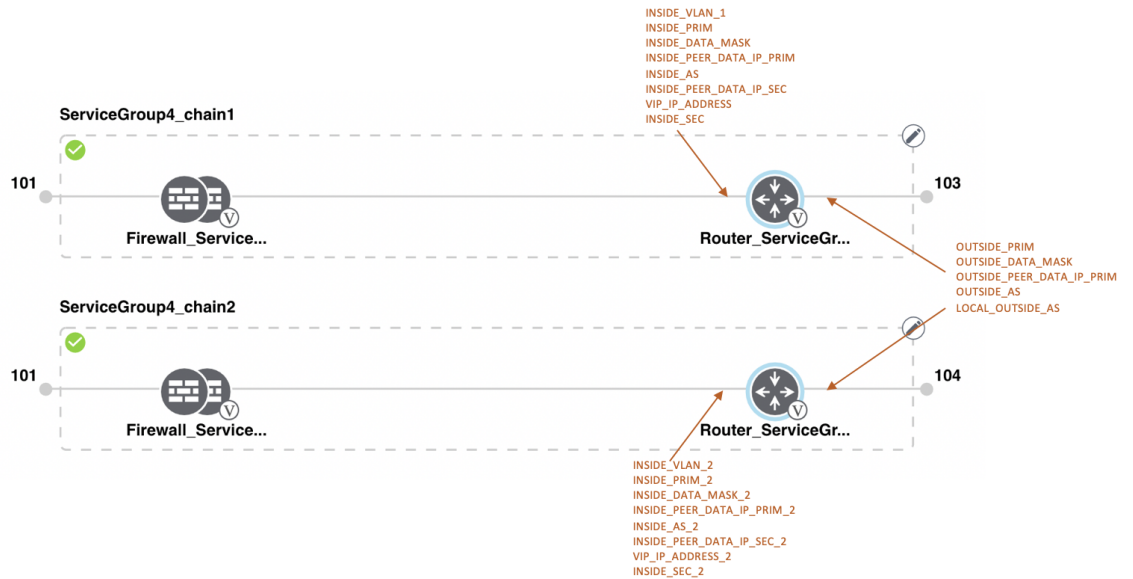 INSIDE_VLAN_1
INSIDE_PRIM
INSIDE_DATA_MASK
INSIDE_PEER_DATA_IP_PRIM
INSIDE_AS
INSIDE_PEER_DATA_IP_SEC
VIP_IP_ADDRESS
INSIDE_SEC
ServiceGroup4_chain1
101
103
V
V
Firewall_Service...
Router_ServiceGr...
OUTSIDE_PRIM
OUTSIDE_DATA_MASK
OUTSIDE_PEER_DATA_IP_PRIM
OUTSIDE_AS
LOCAL_OUTSIDE_AS
ServiceGroup4_chain2
101
104
V
V
Firewall_Service...
Router_ServiceGr...
INSIDE_VLAN_2
INSIDE_PRIM_2
INSIDE_DATA_MASK_2
INSIDE_PEER_DATA_IP_PRIM_2
INSIDE_AS_2
INSIDE_PEER_DATA_IP_SEC_2
VIP_IP_ADDRESS_2
INSIDE_SEC_2